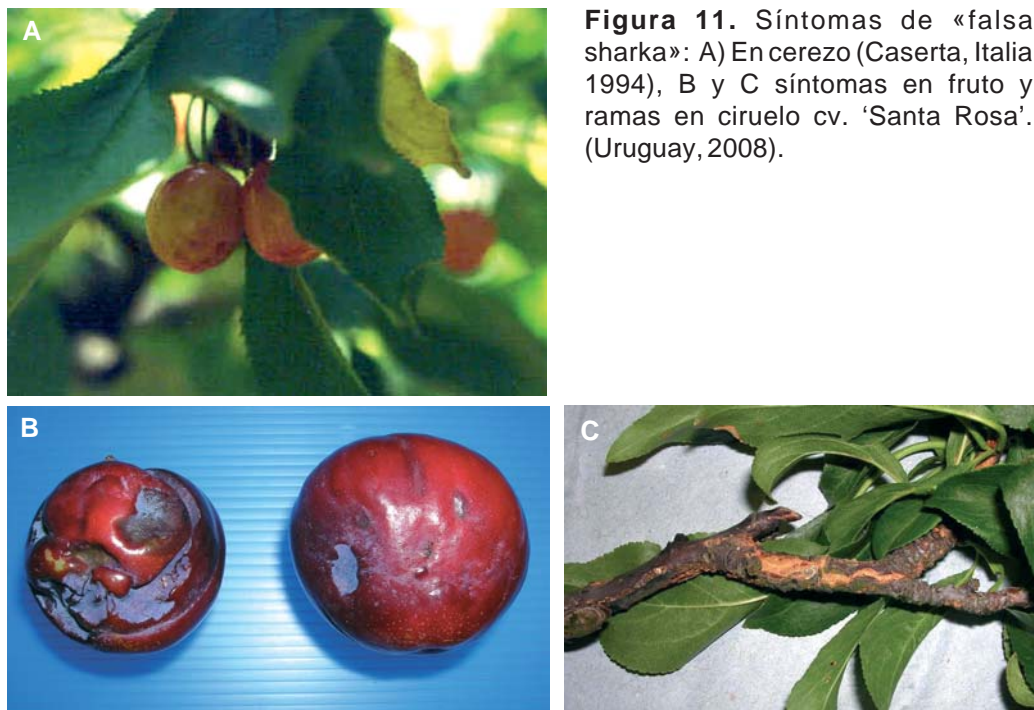 A
Figura 11. Síntomas de «falsa
sharka»: A) En cerezo (Caserta, Italia
1994), B y C síntomas en fruto y
ramas en ciruelo cv. ‘Santa Rosa’.
(Uruguay, 2008).
B
C